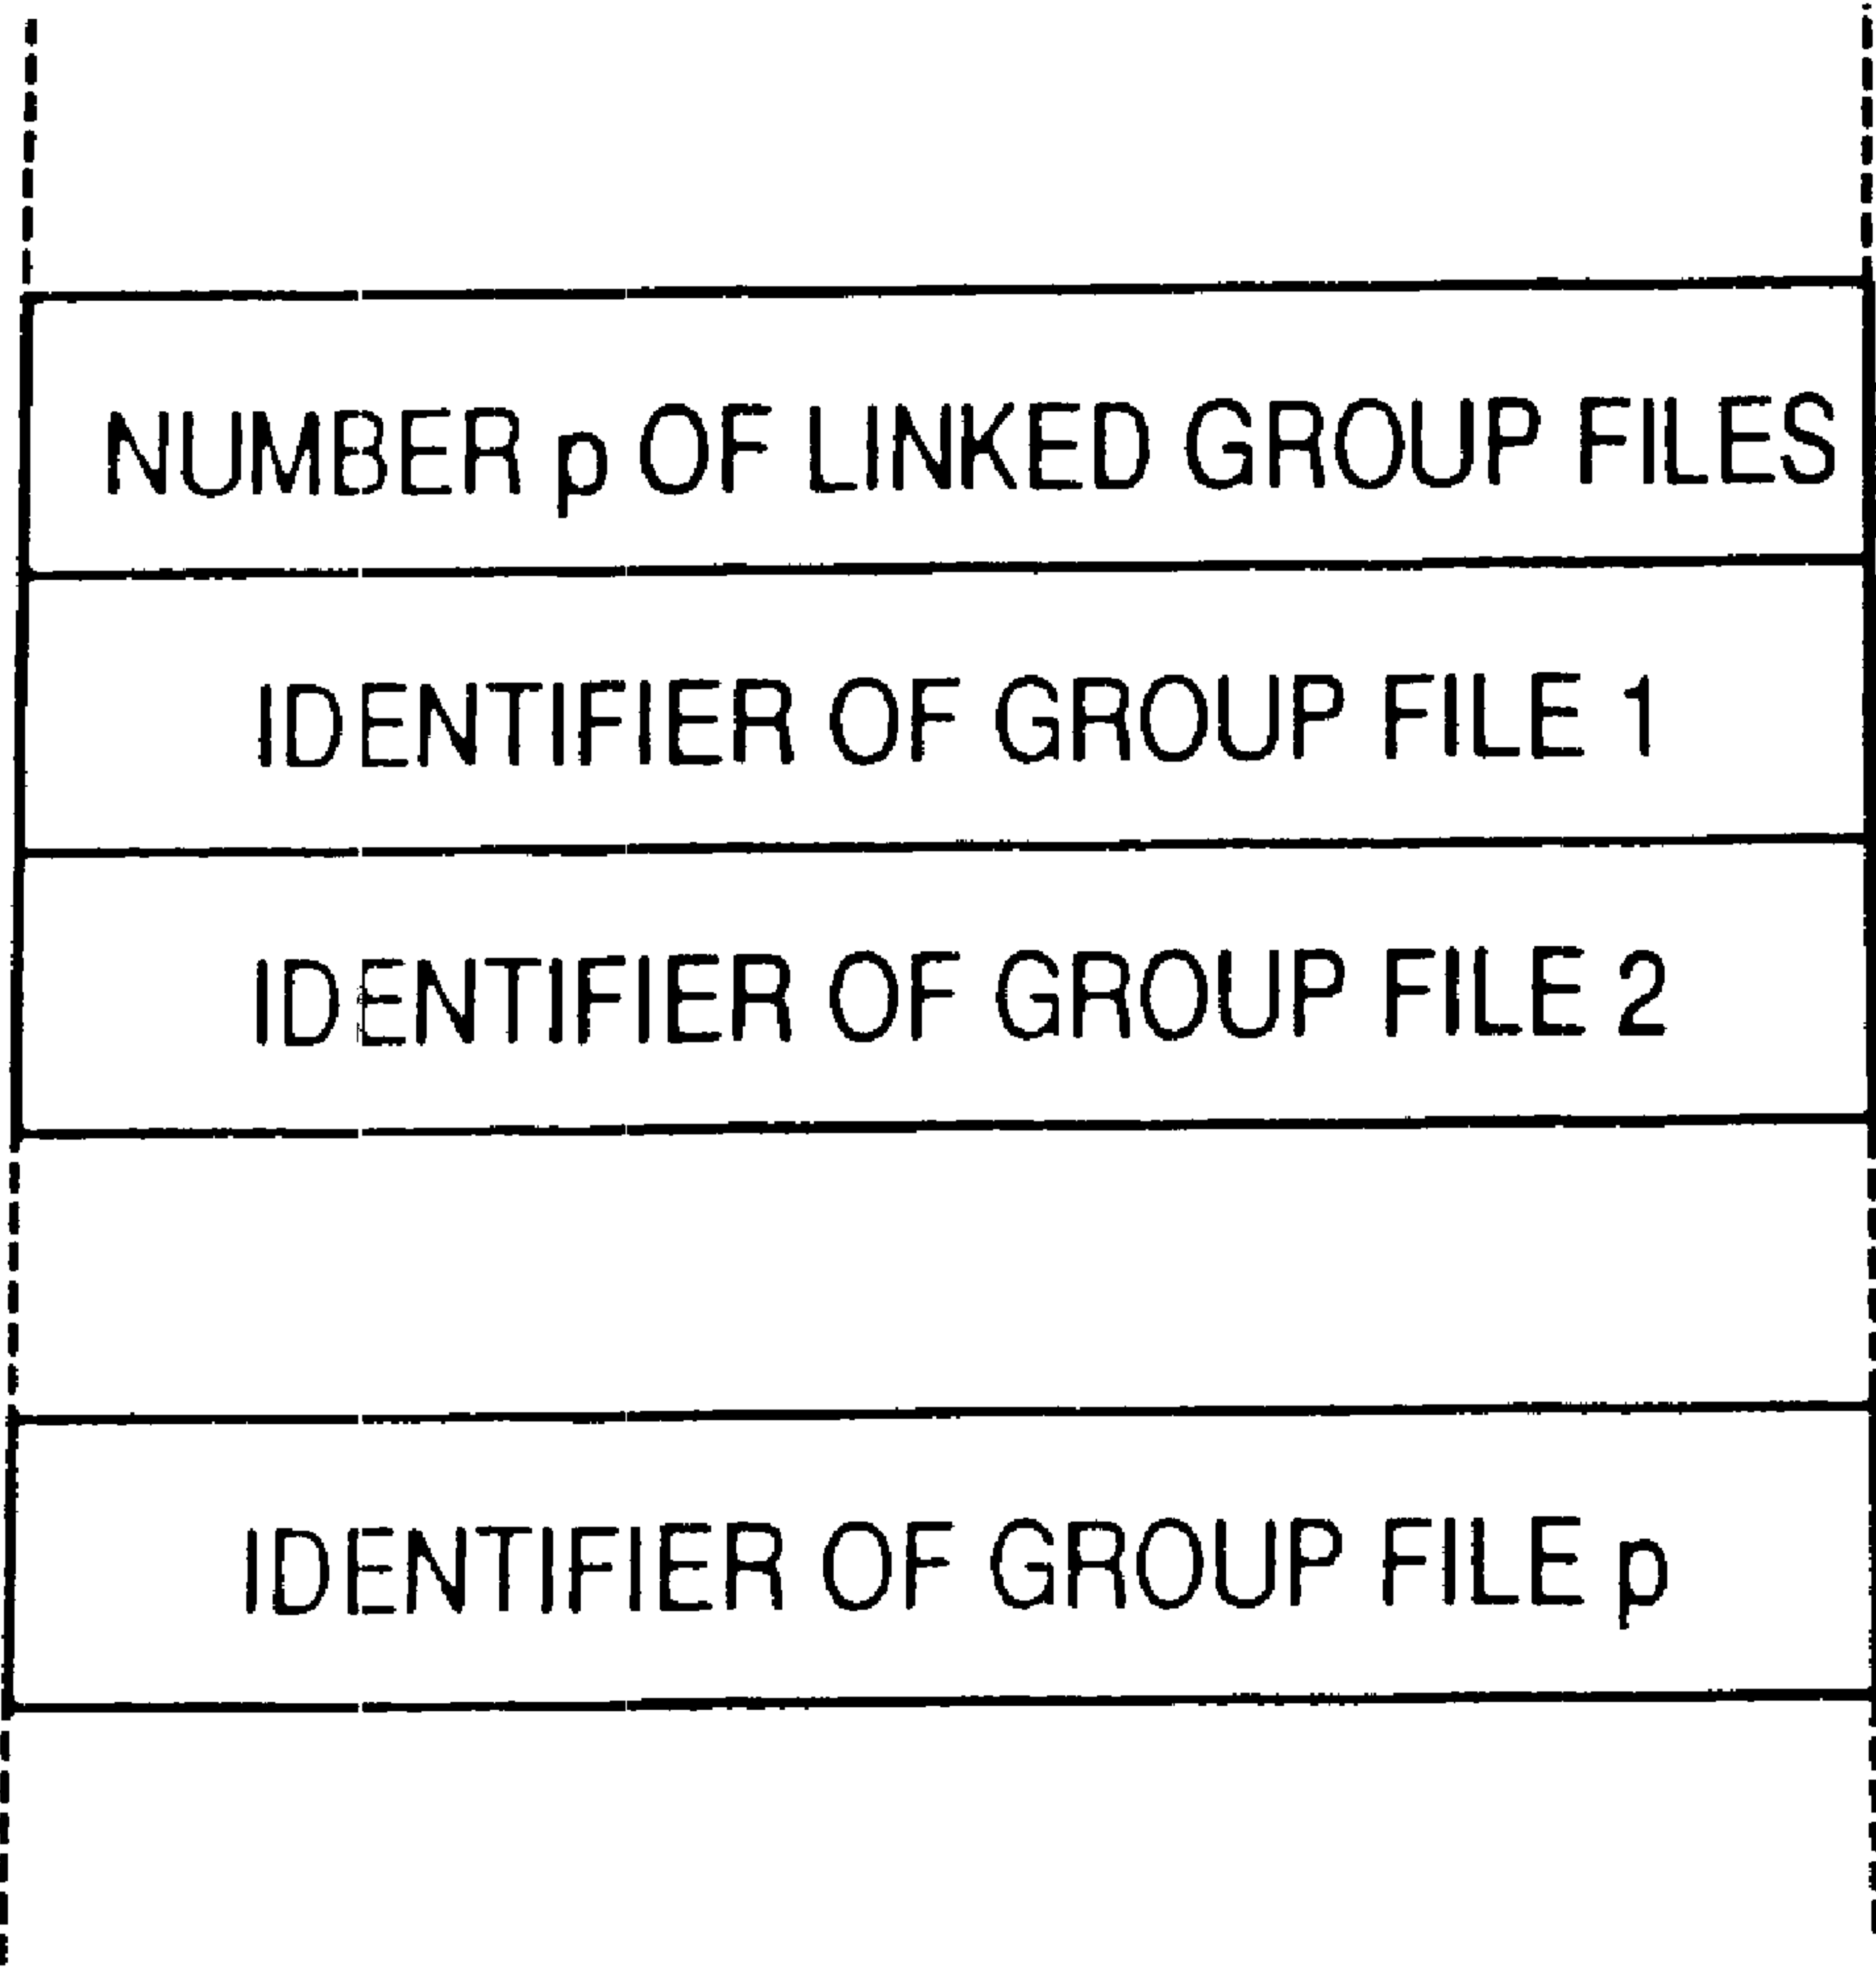 NUMBER p OF LINKED GROUP FILES
IDENTIFIER OF GROUP FILE 1
IDENTIFIER OF GROUP FILE 2
IDENTIFIER OF GROUP FILE p